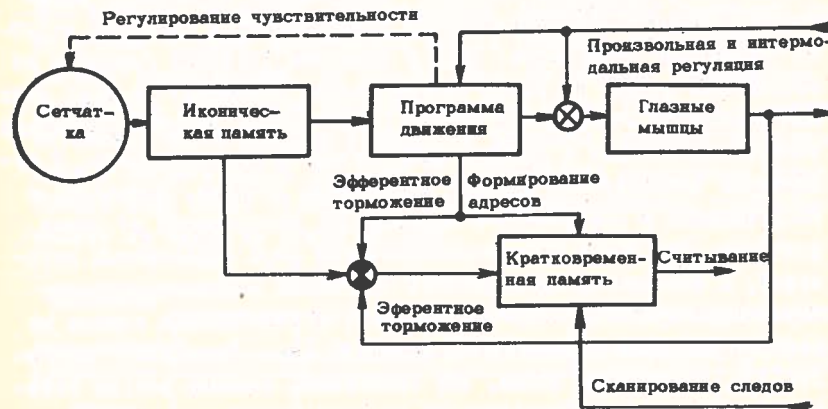 Регулирование чувствительности
Произвольная и интермо-
дальная регуляция
Сетчат-
ка
Иконичес-
кая память
Программа
движения
Глазные
мышцы
Эфферентное
торможение
Формирование
адресов
Кратковремен-
ная память
Считывание
Эферентное
торможение
Сканирование следов